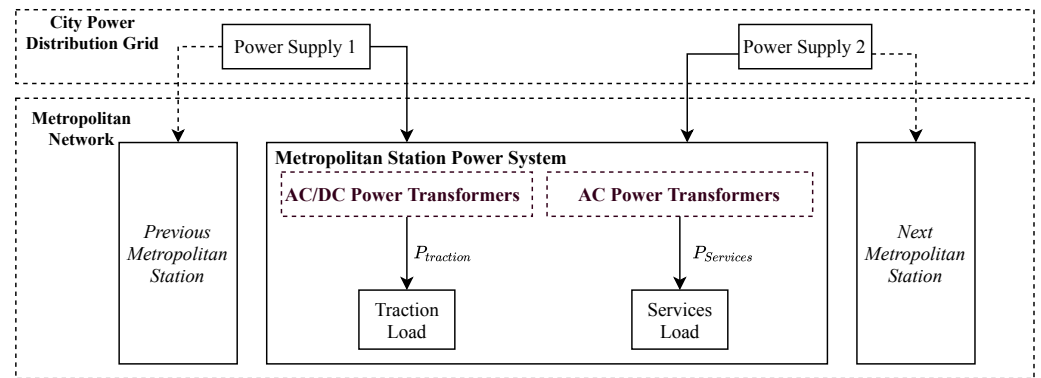 City Power
Distribution Grid
Power Supply 1
Power Supply 2
Metropolitan
Network
Metropolitan Station Power System
AC/DC Power Transformers
AC Power Transformers
Previous
Metropolitan
Station
P_traction
P_Services
Next
Metropolitan
Station
Traction
Load
Services
Load